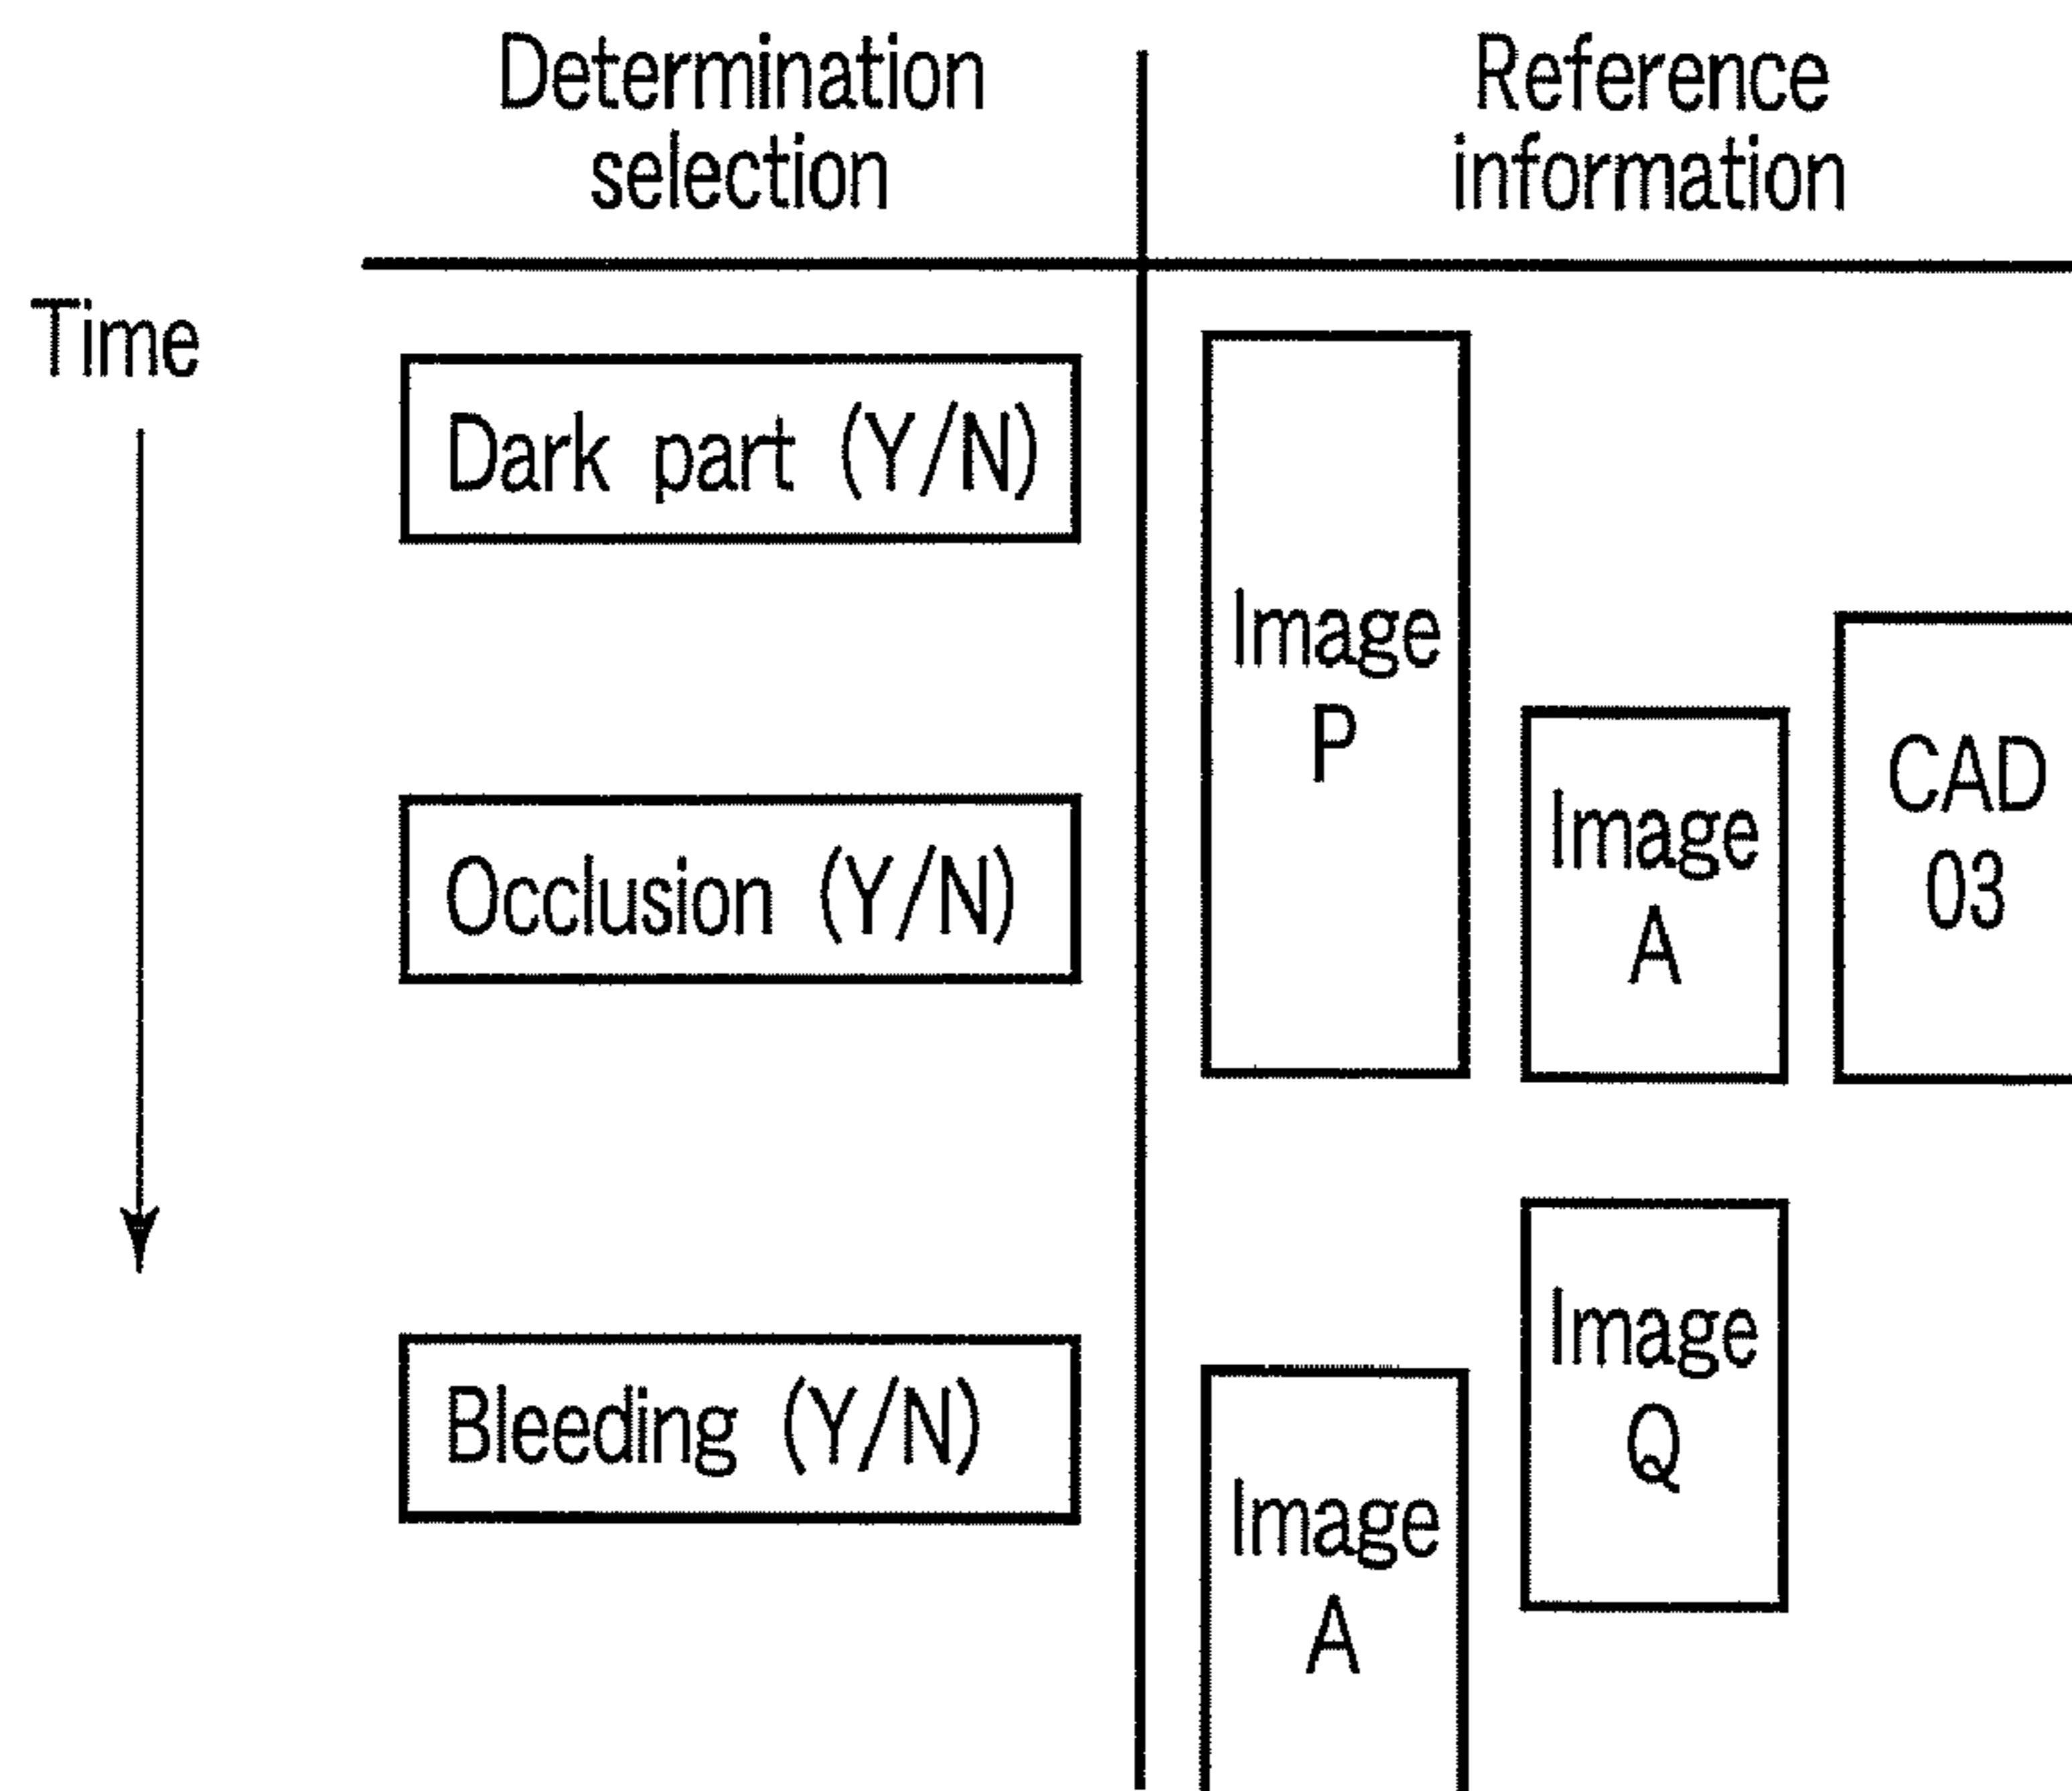 Determination
selection
Reference
information
Time
Dark part (Y/N)
Image
P
Occlusion (Y/N)
Image
A
CAD
03
Bleeding (Y/N)
Image
Q
Image
A